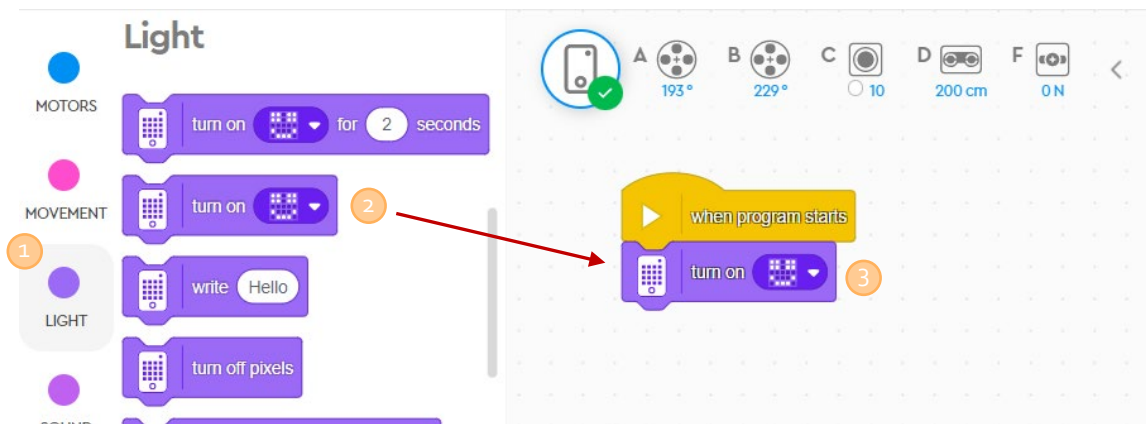 Light
MOTORS
MOVEMENT
1
LIGHT
turn on for 2 seconds
turn on
2
write Hello
turn off pixels
A
193°
B
229°
C
10
D
200 cm
F
0 N
when program starts
turn on
3